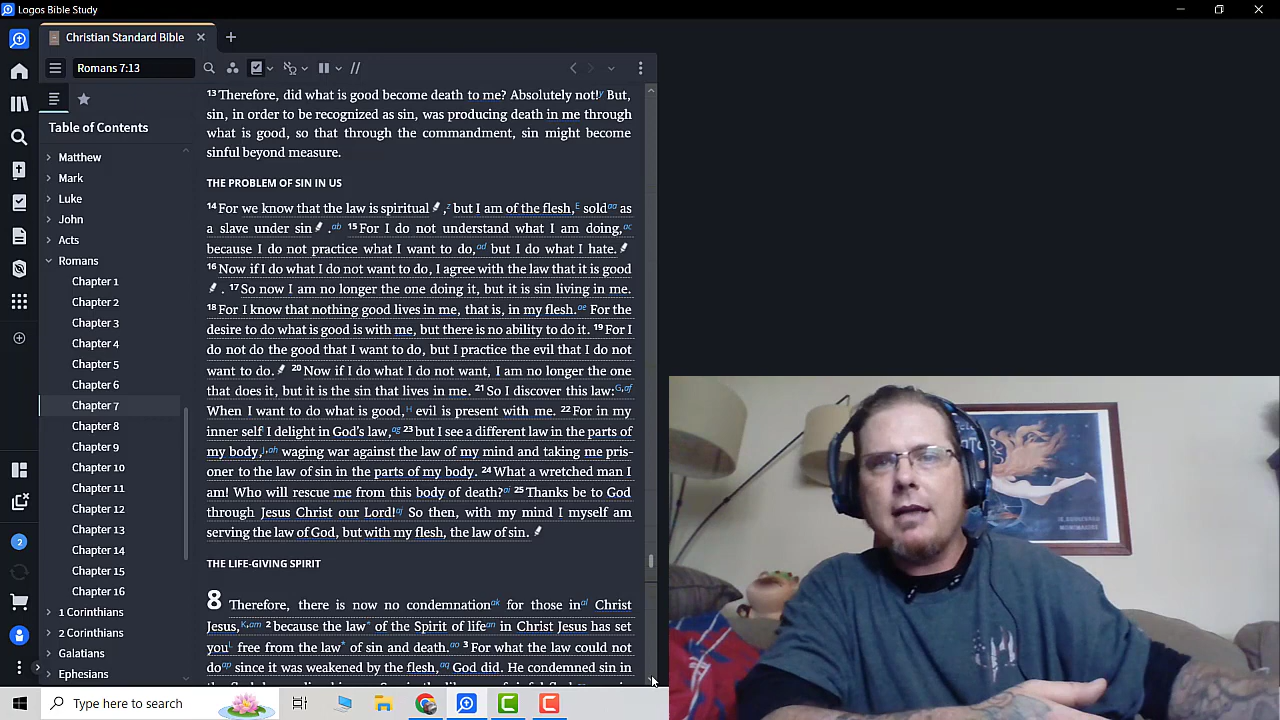 Logos Bible Study
Christian Standard Bible
Romans 7:13
Table of Contents
Matthew
Mark
Luke
John
Acts
Romans
Chapter 1
Chapter 2
Chapter 3
Chapter 4
Chapter 5
Chapter 6
Chapter 7
Chapter 8
Chapter 9
Chapter 10
Chapter 11
Chapter 12
Chapter 13
Chapter 14
Chapter 15
Chapter 16
1 Corinthians
2 Corinthians
Galatians
Ephesians
2
13 Therefore, did what is good become death to me? Absolutely not!y But,
sin, in order to be recognized as sin, was producing death in me through
what is good, so that through the commandment, sin might become
sinful beyond measure.
THE PROBLEM OF SIN IN US
14 For we know that the law is spiritual ,z but I am of the flesh,E soldaa as
a slave under sin .ab 15 For I do not understand what I am doing,ac
because I do not practice what I want to do,ad but I do what I hate.
16 Now if I do what I do not want to do, I agree with the law that it is good
. 17 So now I am no longer the one doing it, but it is sin living in me.
18 For I know that nothing good lives in me, that is, in my flesh.ae For the
desire to do what is good is with me, but there is no ability to do it. 19 For I
do not do the good that I want to do, but I practice the evil that I do not
want to do. 20 Now if I do what I do not want, I am no longer the one
that does it, but it is the sin that lives in me. 21 So I discover this law:G,af
When I want to do what is good,H evil is present with me. 22 For in my
inner self I delight in God's law,ag 23 but I see a different law in the parts of
my body,I,ah waging war against the law of my mind and taking me pris-
oner to the law of sin in the parts of my body. 24 What a wretched man I
am! Who will rescue me from this body of death?ai 25 Thanks be to God
through Jesus Christ our Lord!aj So then, with my mind I myself am
serving the law of God, but with my flesh, the law of sin.
THE LIFE-GIVING SPIRIT
8 Therefore, there is now no condemnationak for those inal Christ
Jesus,K,am 2 because the law* of the Spirit of lifean in Christ Jesus has set
youL free from the law* of sin and death.ao 3 For what the law could not
doap since it was weakened by the flesh,aq God did. He condemned sin in
Type here to search